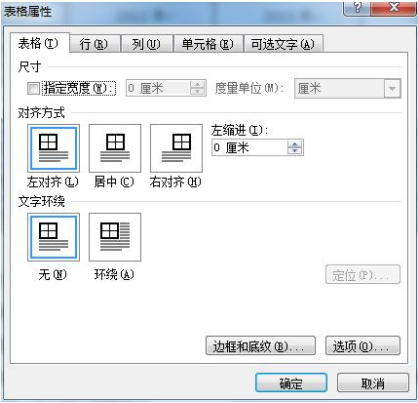 表格属性
表格(T) 行(R) 列(U) 单元格(E) 可选文字(A)
尺寸
指定宽度(W): 0 厘米 度量单位(M): 厘米
对齐方式
左缩进(I):
0 厘米
左对齐(L) 居中(C) 右对齐(H)
文字环绕
无(N) 环绕(A)
定位(P)...
边框和底纹(B)... 选项(O)...
确定 取消